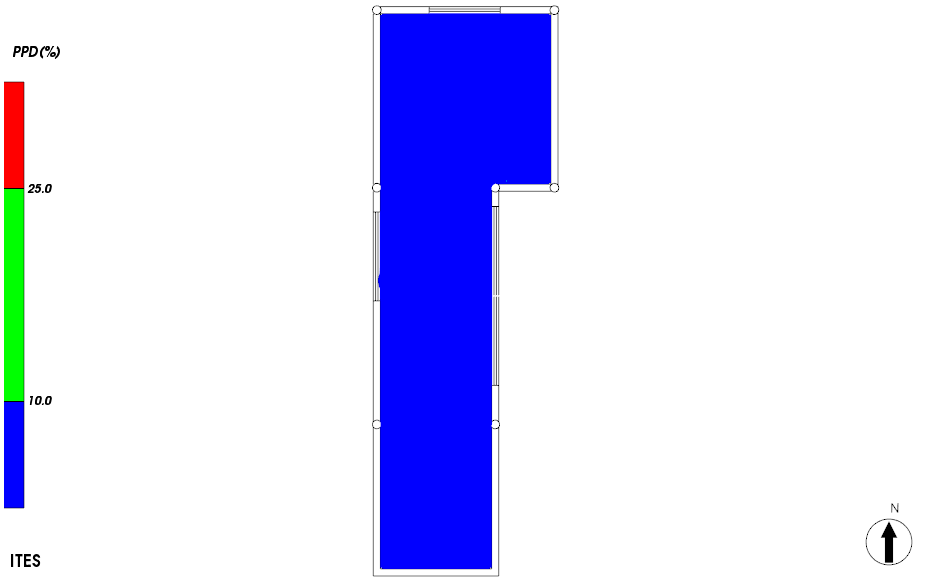 PPD(%)
25.0
10.0
N
ITES